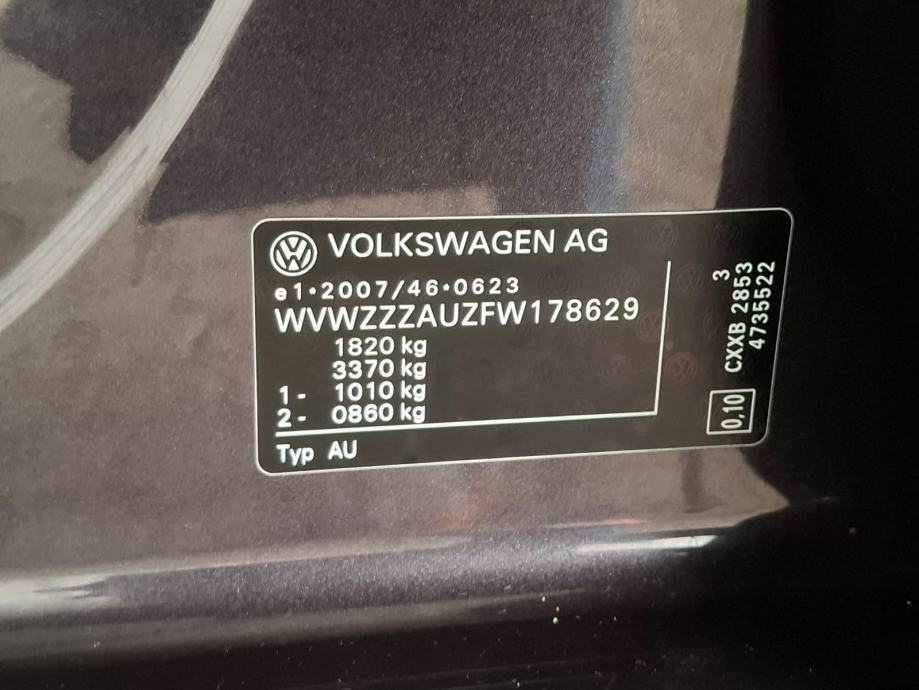 VOLKSWAGEN AG
e1*2007/46*0623
WVWZZZAUZFW178629
1820 kg
3370 kg
1- 1010 kg
2- 0860 kg
Typ AU
0,10
3
CXXB 2853
4735522